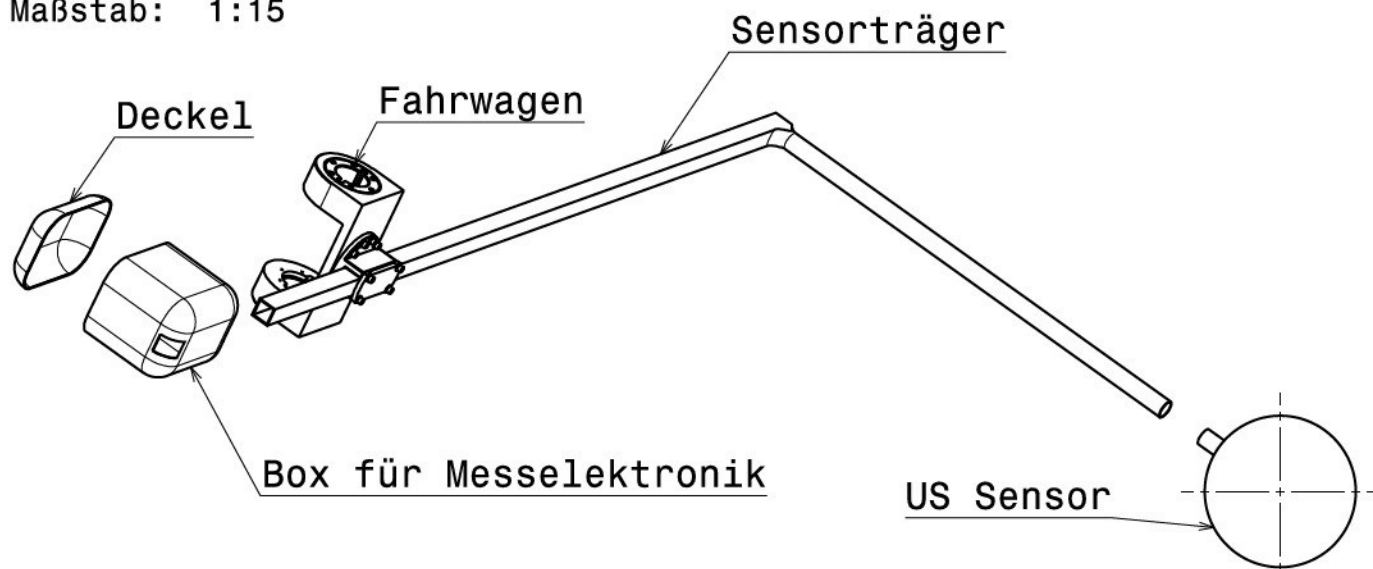 Maßstab: 1:15
Sensorträger
Fahrwagen
Deckel
Box für Messelektronik
US Sensor